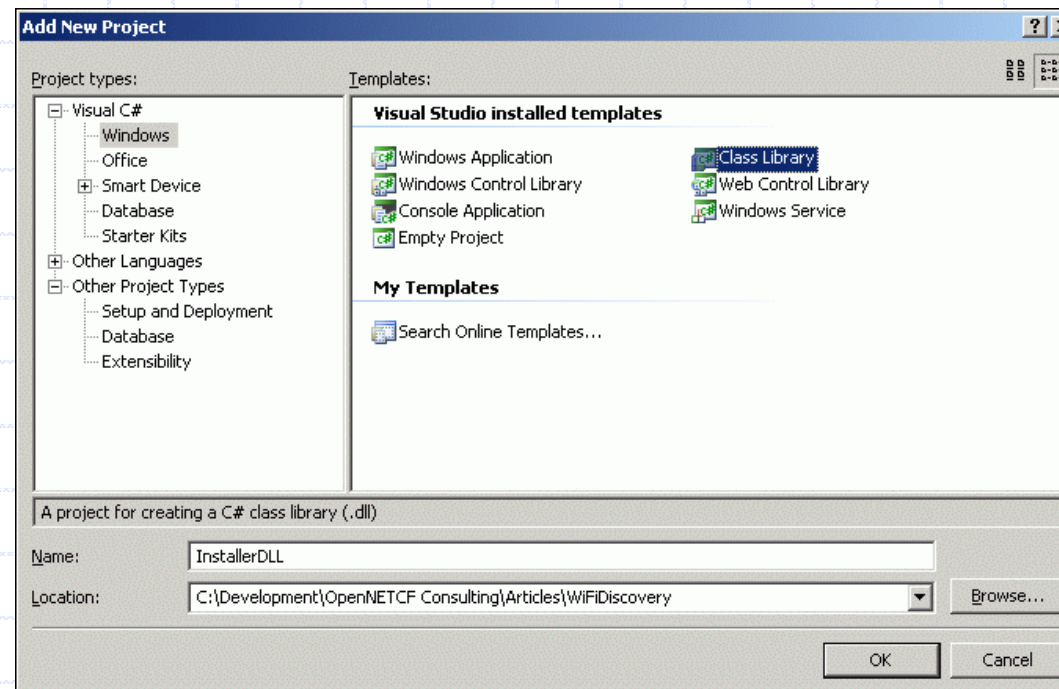 Add New Project
Project types:
Templates:
Visual C#
Windows
Office
Smart Device
Database
Starter Kits
Other Languages
Other Project Types
Setup and Deployment
Database
Extensibility
Visual Studio installed templates
Windows Application
Windows Control Library
Console Application
Empty Project
Class Library
Web Control Library
Windows Service
My Templates
Search Online Templates...
A project for creating a C# class library (.dll)
Name:
InstallerDLL
Location:
C:\Development\OpenNETCF Consulting\Articles\WiFiDiscovery
Browse...
OK
Cancel